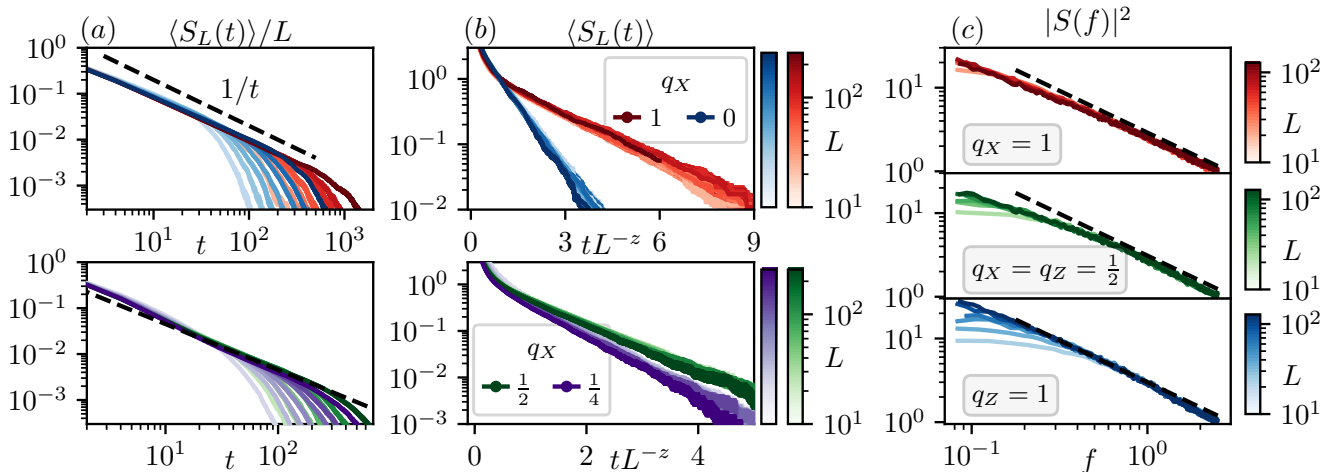 (a) ⟨S_L(t)⟩/L
10^0
10^{-1}
10^{-2}
10^{-3}
1/t
10^1 t 10^2 10^3
10^0
10^{-1}
10^{-2}
10^{-3}
10^1 t 10^2
(b) ⟨S_L(t)⟩
10^0
10^{-1}
10^{-2}
q_X
1 0
0 3 tL^{-z} 6 9
10^2
L
10^1
10^0
10^{-1}
10^{-2}
10^{-3}
q_X
1/2 1/4
0 2 tL^{-z} 4
10^2
L
10^1
(c) |S(f)|^2
10^1
10^0
q_X = 1
10^2
L
10^1
10^1
10^0
q_X = q_Z = 1/2
10^2
L
10^1
10^1
10^0
q_Z = 1
10^{-1} 10^0 f
10^2
L
10^1